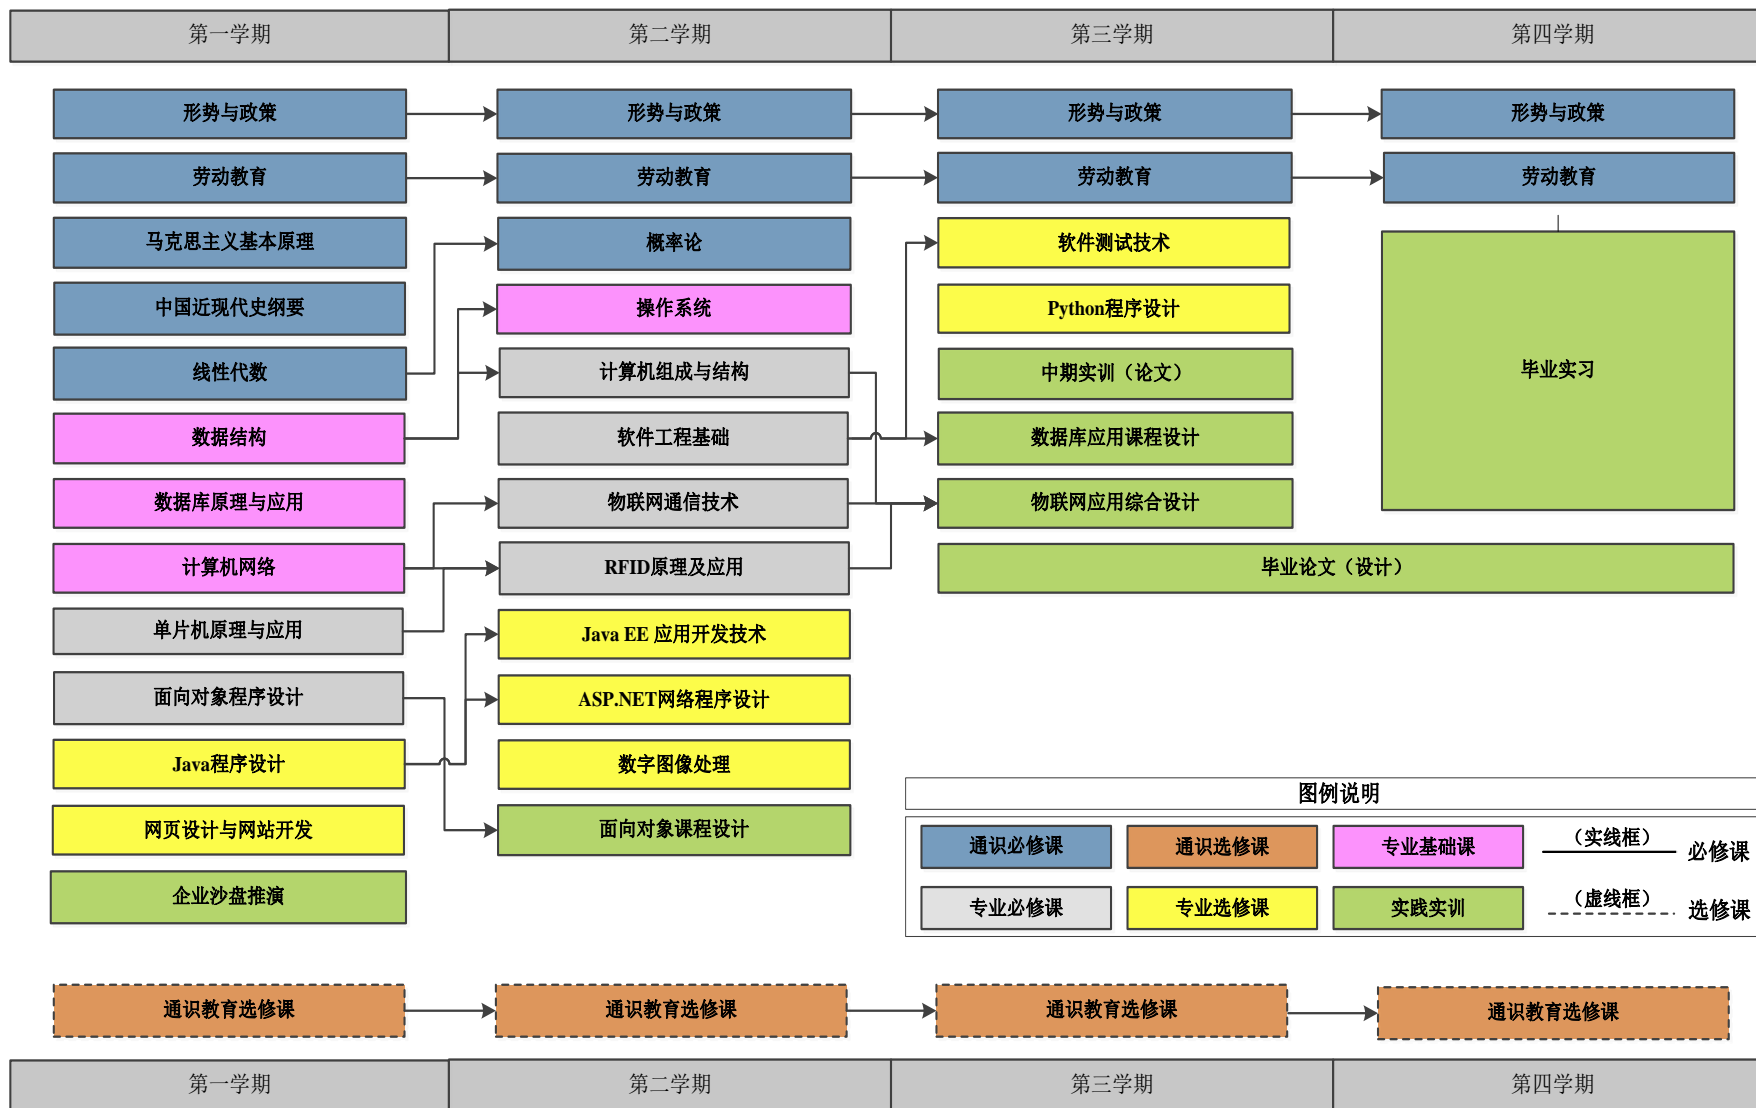 第一学期
第二学期
第三学期
第四学期
形势与政策
形势与政策
形势与政策
形势与政策
劳动教育
劳动教育
劳动教育
劳动教育
马克思主义基本原理
概率论
软件测试技术
中国近现代史纲要
操作系统
Python程序设计
线性代数
计算机组成与结构
中期实训（论文）
毕业实习
数据结构
软件工程基础
数据库应用课程设计
数据库原理与应用
物联网通信技术
物联网应用综合设计
计算机网络
RFID原理及应用
毕业论文（设计）
单片机原理与应用
Java EE 应用开发技术
面向对象程序设计
ASP.NET网络程序设计
Java程序设计
数字图像处理
网页设计与网站开发
面向对象课程设计
企业沙盘推演
图例说明
通识必修课
通识选修课
专业基础课
（实线框）
必修课
专业必修课
专业选修课
实践实训
（虚线框）
选修课
通识教育选修课
通识教育选修课
通识教育选修课
通识教育选修课
第一学期
第二学期
第三学期
第四学期